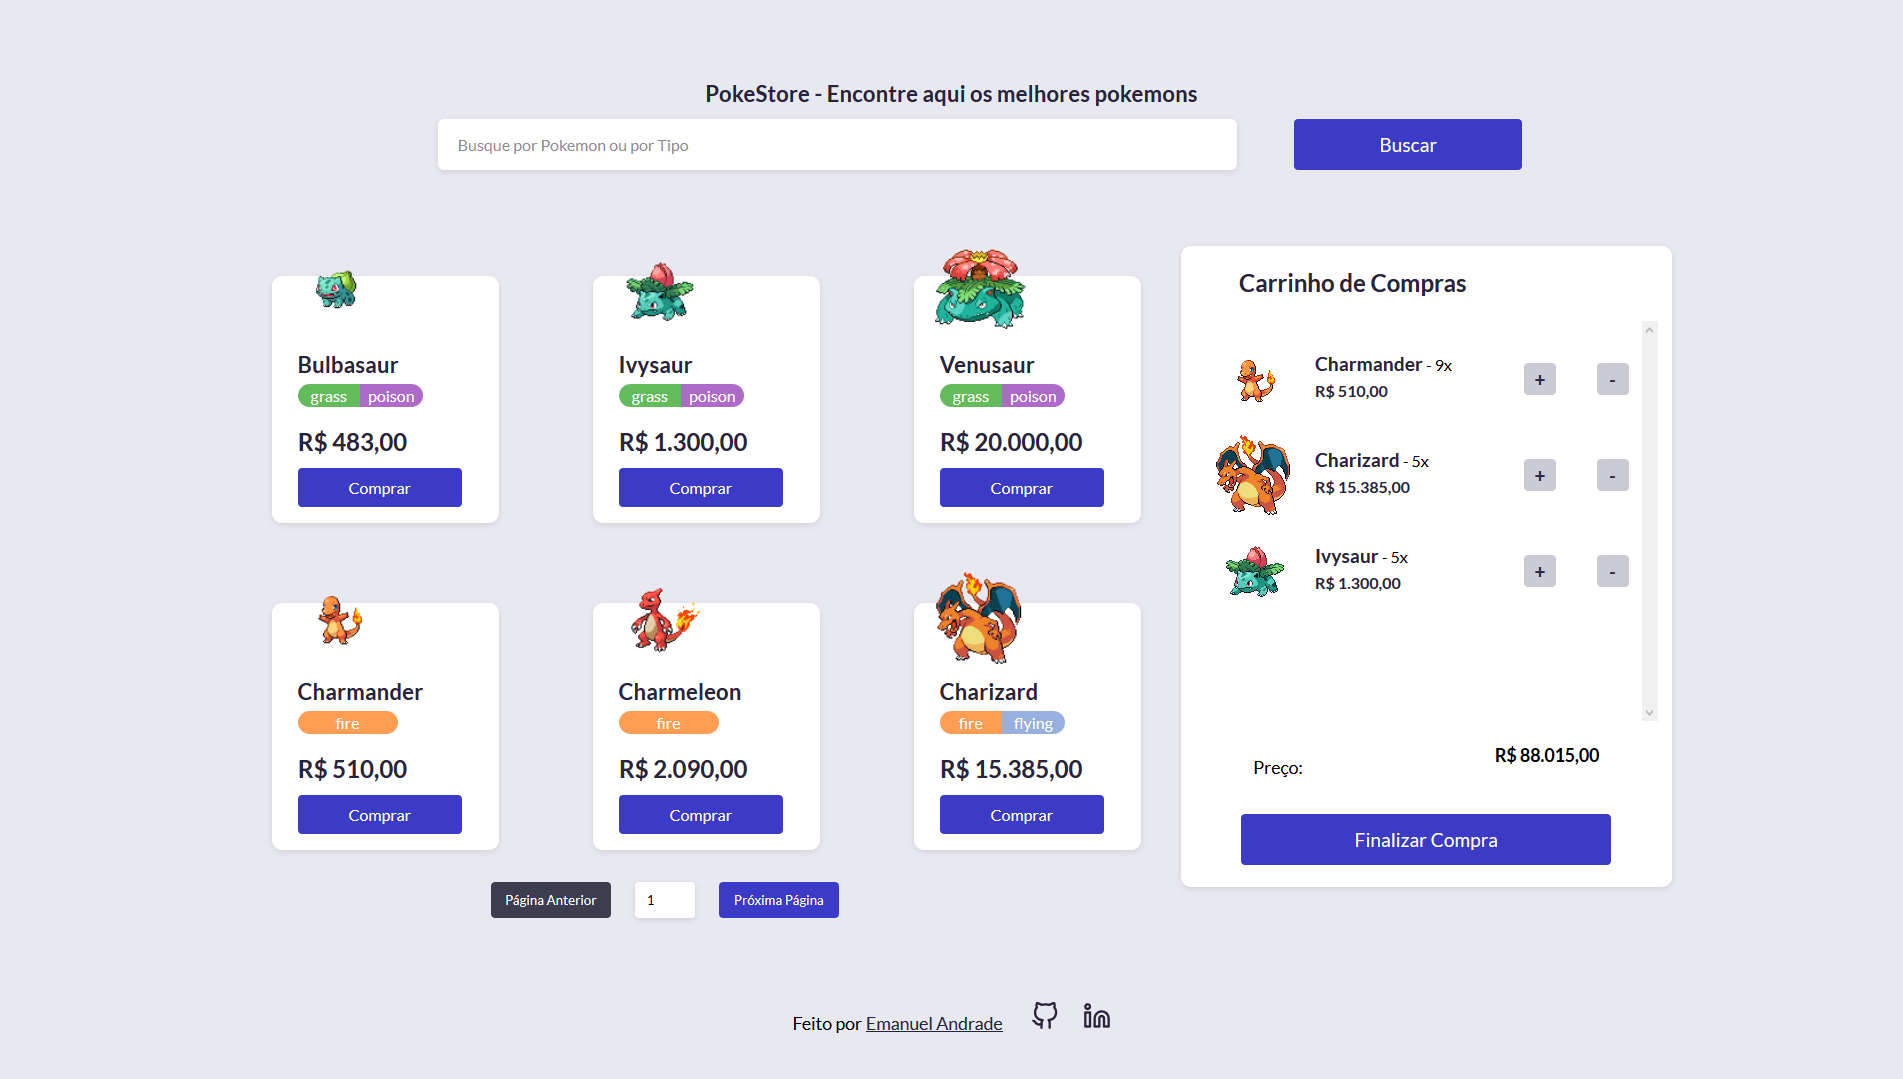 PokeStore - Encontre aqui os melhores pokemons
Busque por Pokemon ou por Tipo
Buscar
Bulbasaur
grass poison
R$ 483,00
Comprar
Ivysaur
grass poison
R$ 1.300,00
Comprar
Venusaur
grass poison
R$ 20.000,00
Comprar
Charmander
fire
R$ 510,00
Comprar
Charmeleon
fire
R$ 2.090,00
Comprar
Charizard
fire flying
R$ 15.385,00
Comprar
Página Anterior
1
Próxima Página
Carrinho de Compras
Charmander - 9x
R$ 510,00
+ -
Charizard - 5x
R$ 15.385,00
+ -
Ivysaur - 5x
R$ 1.300,00
+ -
Preço: R$ 88.015,00
Finalizar Compra
Feito por Emanuel Andrade
in